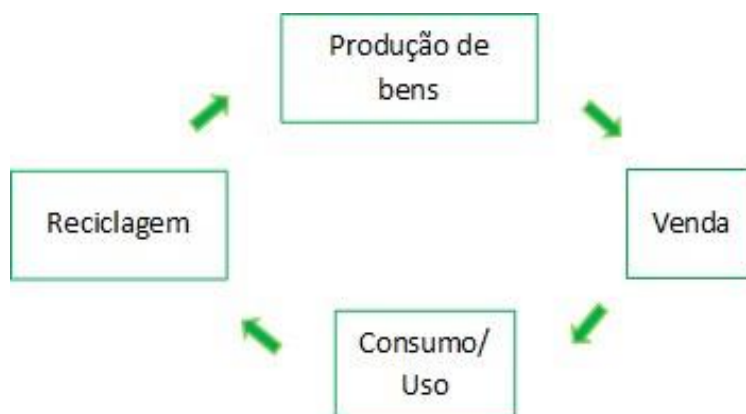 Produção de
bens
Reciclagem
Venda
Consumo/
Uso